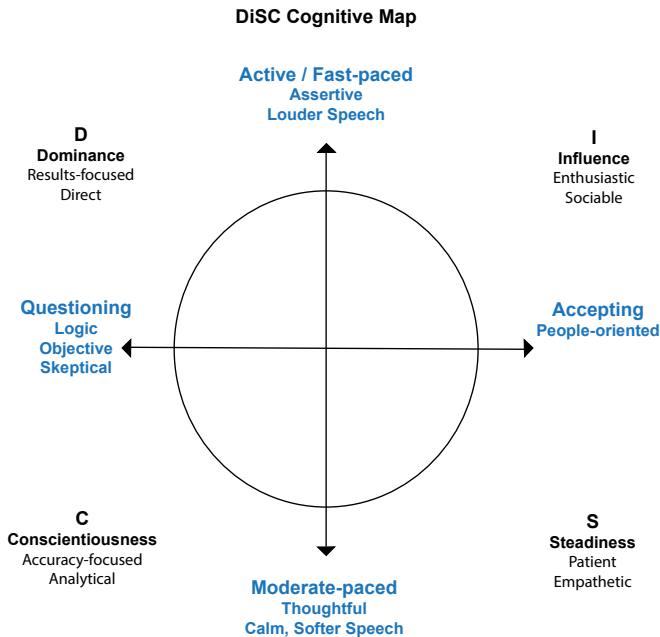 DiSC Cognitive Map
Active / Fast-paced
Assertive
Louder Speech
D
Dominance
Results-focused
Direct
I
Influence
Enthusiastic
Sociable
Questioning
Logic
Objective
Skeptical
Accepting
People-oriented
C
Conscientiousness
Accuracy-focused
Analytical
S
Steadiness
Patient
Empathetic
Moderate-paced
Thoughtful
Calm, Softer Speech